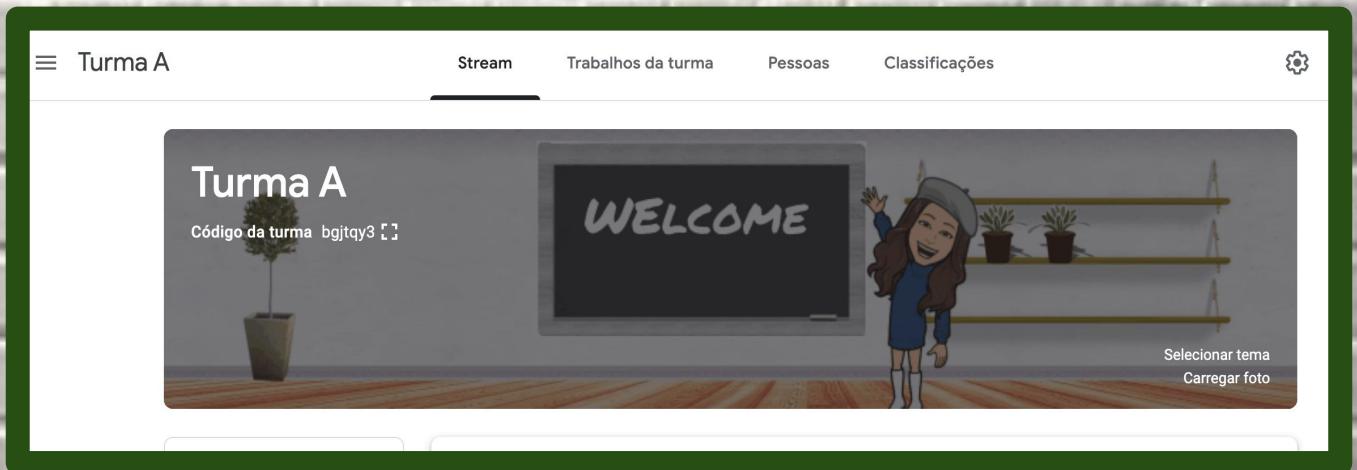 Turma A
Stream Trabalhos da turma Pessoas Classificações
Turma A
Código da turma bgjtqy3
WELCOME
Selecionar tema
Carregar foto